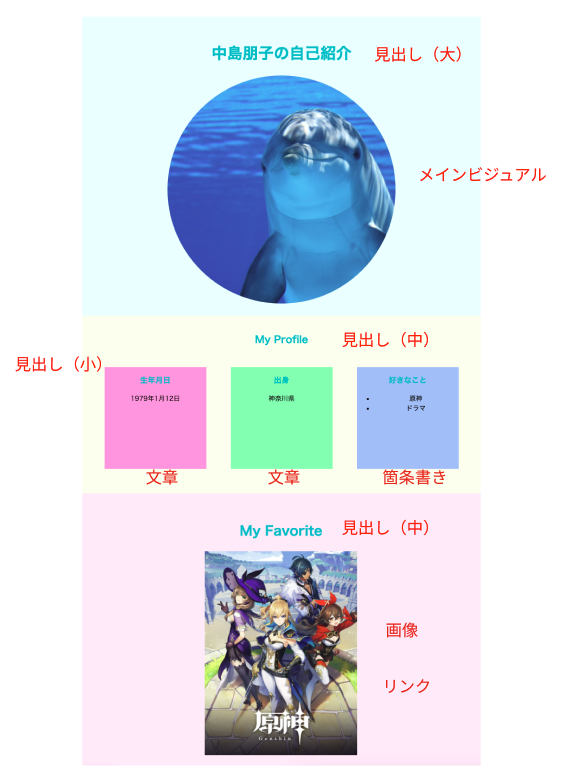 中島朋子の自己紹介
見出し（大）
メインビジュアル
My Profile
見出し（中）
見出し（小）
生年月日
1979年1月12日
文章
出身
神奈川県
文章
好きなこと
• 原神
• ドラマ
箇条書き
My Favorite
見出し（中）
画像
リンク
原神
Genshin